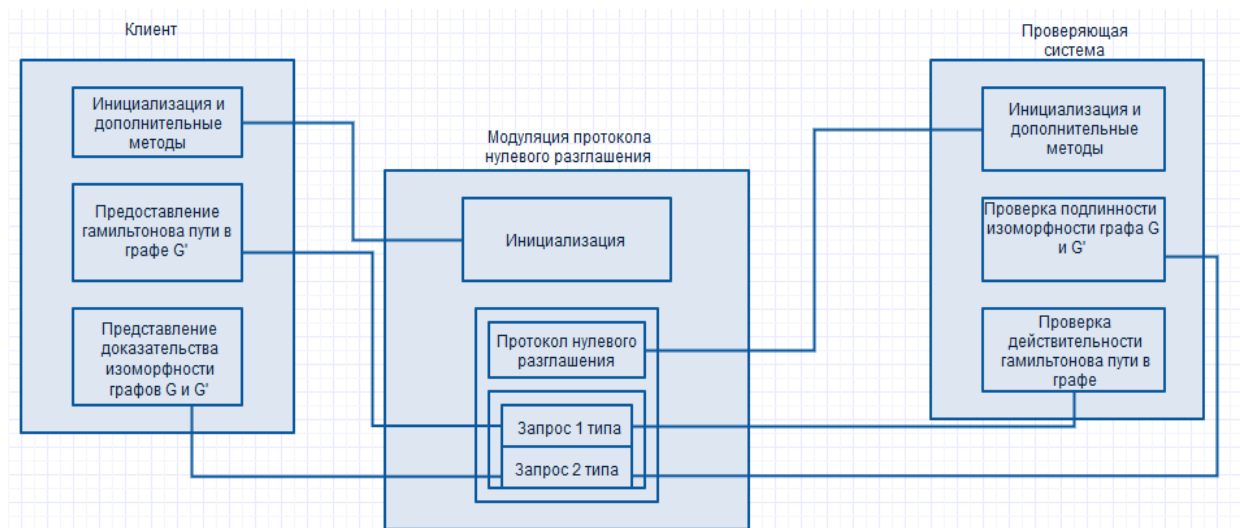 Клиент
Инициализация и
дополнительные
методы
Предоставление
гамильтонова пути в
графе G'
Представление
доказательства
изоморфности
графов G и G'
Модуляция протокола
нулевого разглашения
Инициализация
Протокол нулевого
разглашения
Запрос 1 типа
Запрос 2 типа
Проверяющая
система
Инициализация и
дополнительные
методы
Проверка подлинности
изоморфности графа G
и G'
Проверка
действительности
гамильтонова пути в
графе